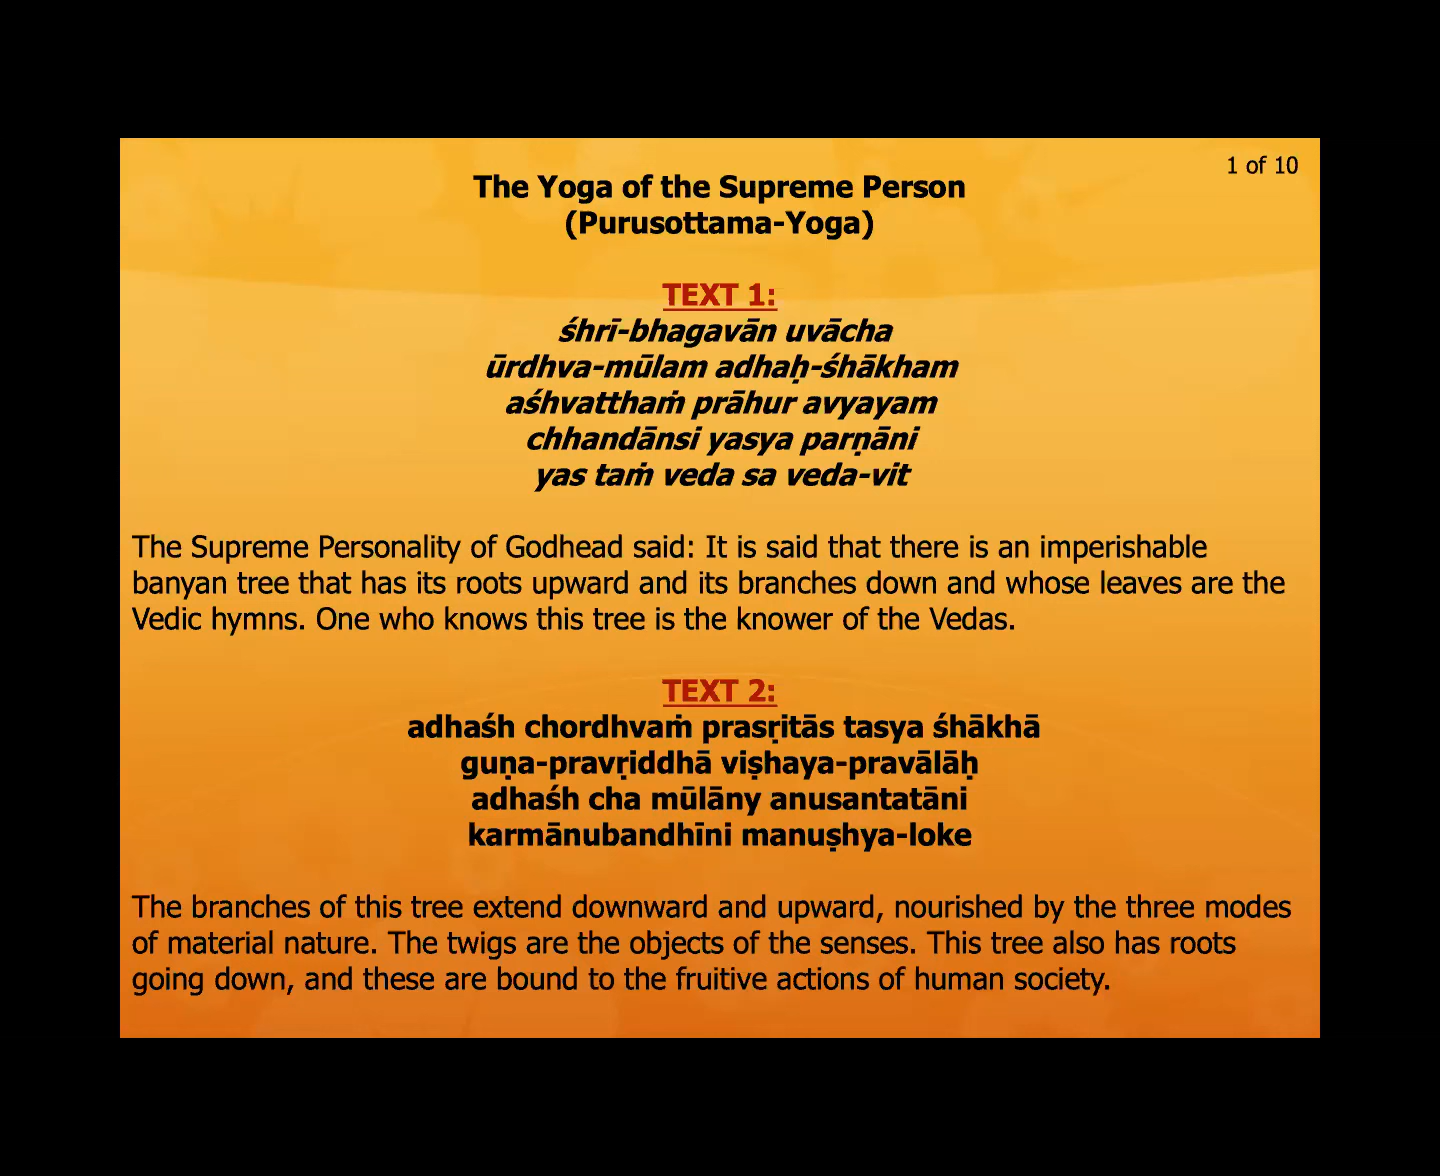 1 of 10
The Yoga of the Supreme Person
(Purusottama-Yoga)
TEXT 1:
śhrī-bhagavān uvācha
ūrdhva-mūlam adhaḥ-śhākham
aśhvatthaṁ prāhur avyayam
chhandānsi yasya parṇāni
yas taṁ veda sa veda-vit
The Supreme Personality of Godhead said: It is said that there is an imperishable
banyan tree that has its roots upward and its branches down and whose leaves are the
Vedic hymns. One who knows this tree is the knower of the Vedas.
TEXT 2:
adhaśh chordhvaṁ prasṛitās tasya śhākhā
guṇa-pravṛiddhā viṣhaya-pravālāḥ
adhaśh cha mūlāny anusantatāni
karmānubandhīni manuṣhya-loke
The branches of this tree extend downward and upward, nourished by the three modes
of material nature. The twigs are the objects of the senses. This tree also has roots
going down, and these are bound to the fruitive actions of human society.